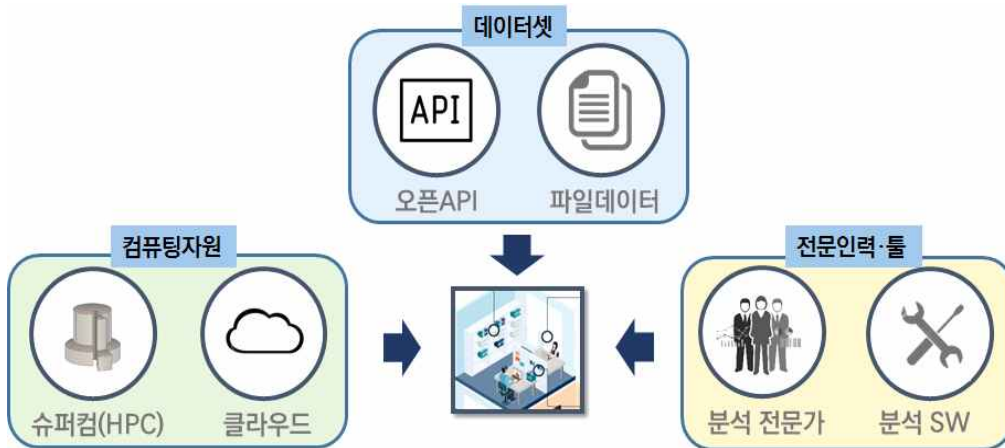 데이터셋
API
오픈API
파일데이터
컴퓨팅자원
슈퍼컴(HPC)
클라우드
전문인력·툴
분석 전문가
분석 SW